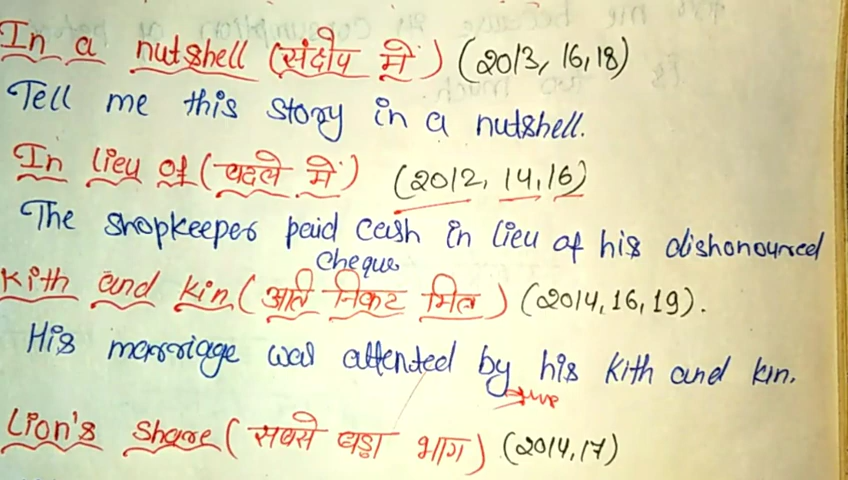 In a nutshell (संक्षेप में) (2013, 16, 18)
Tell me this story in a nutshell.
In lieu of (बदले में) (2012, 14, 16)
The shopkeeper paid cash in lieu of his dishonoured
cheque
Kith and kin (अति निकट मित्र) (2014, 16, 19).
His marriage was attented by his kith and kin.
Lion's share (सबसे बड़ा भाग) (2014, 17)